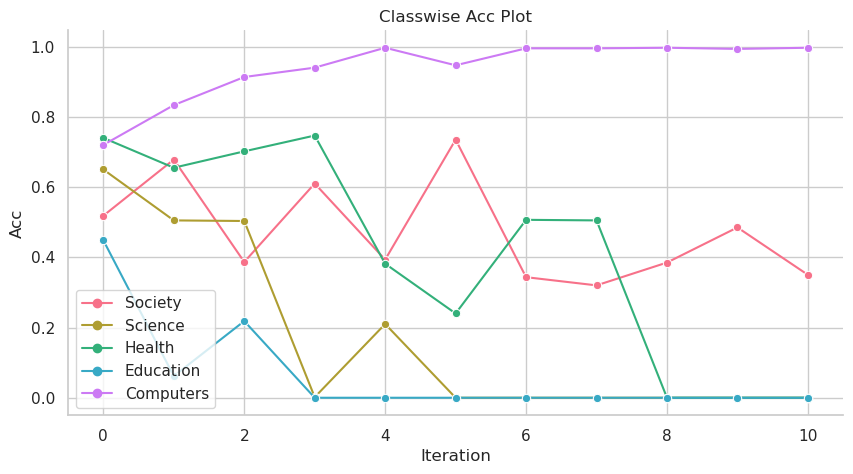 Classwise Acc Plot
1.0
0.8
0.6
0.4
0.2
0.0
Acc
Society
Science
Health
Education
Computers
0 2 4 6 8 10
Iteration